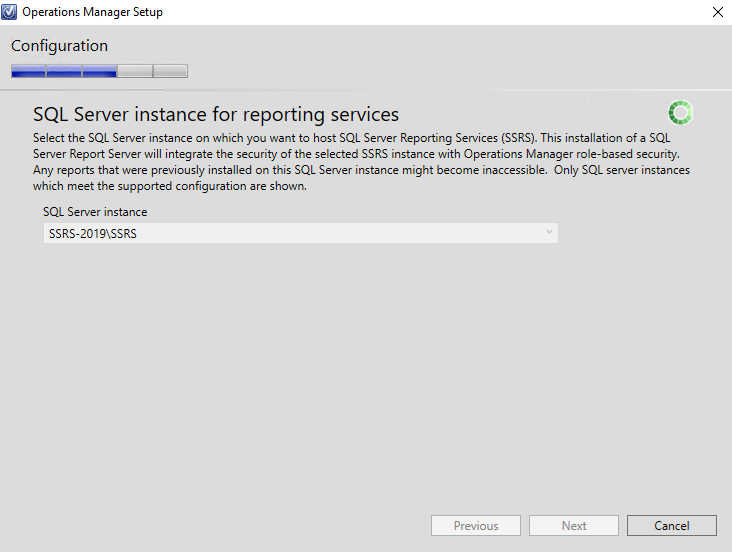 Operations Manager Setup
Configuration
SQL Server instance for reporting services
Select the SQL Server instance on which you want to host SQL Server Reporting Services (SSRS). This installation of a SQL
Server Report Server will integrate the security of the selected SSRS instance with Operations Manager role-based security.
Any reports that were previously installed on this SQL Server instance might become inaccessible.  Only SQL server instances
which meet the supported configuration are shown.
SQL Server instance
SSRS-2019\SSRS
Previous
Next
Cancel